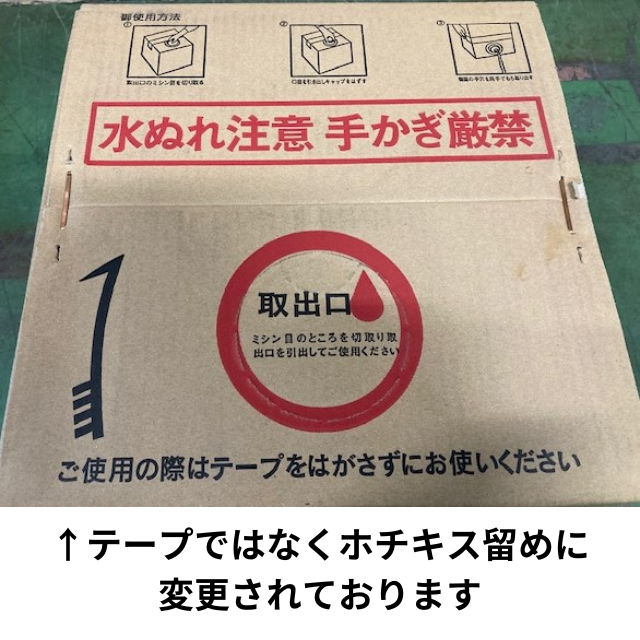 御使用方法
① ② ③
取出口のミシン目を切り取る
口栓を引き出しキャップをはずす
水ぬれ注意 手かぎ厳禁
取出口
ミシン目のところを切取り取
出口を引出してご使用ください
ご使用の際はテープをはがさずにお使いください
↑テープではなくホチキス留めに
変更されております